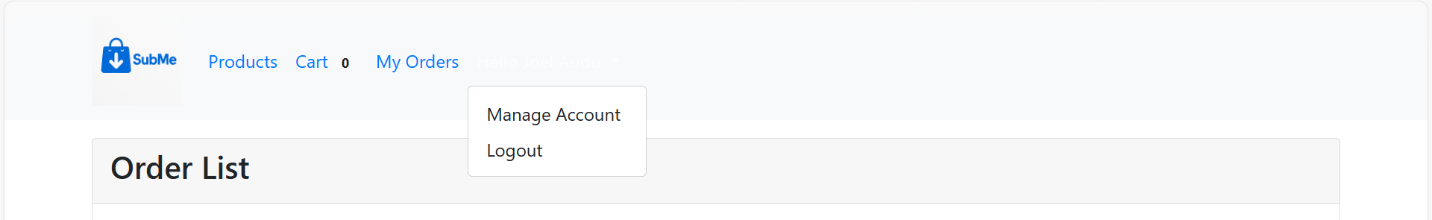 SubMe
Products Cart 0 My Orders
Manage Account
Logout
Order List